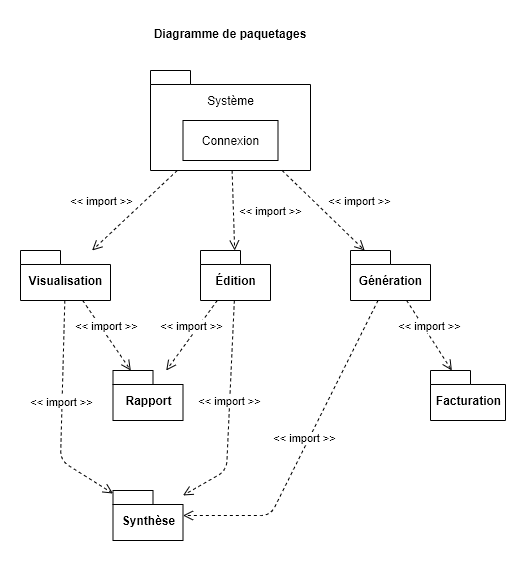 Diagramme de paquetages
Système
Connexion
<< import >>
<< import >>
<< import >>
Visualisation
Édition
Génération
<< import >>
<< import >>
<< import >>
Rapport
Facturation
<< import >>
<< import >>
<< import >>
Synthèse